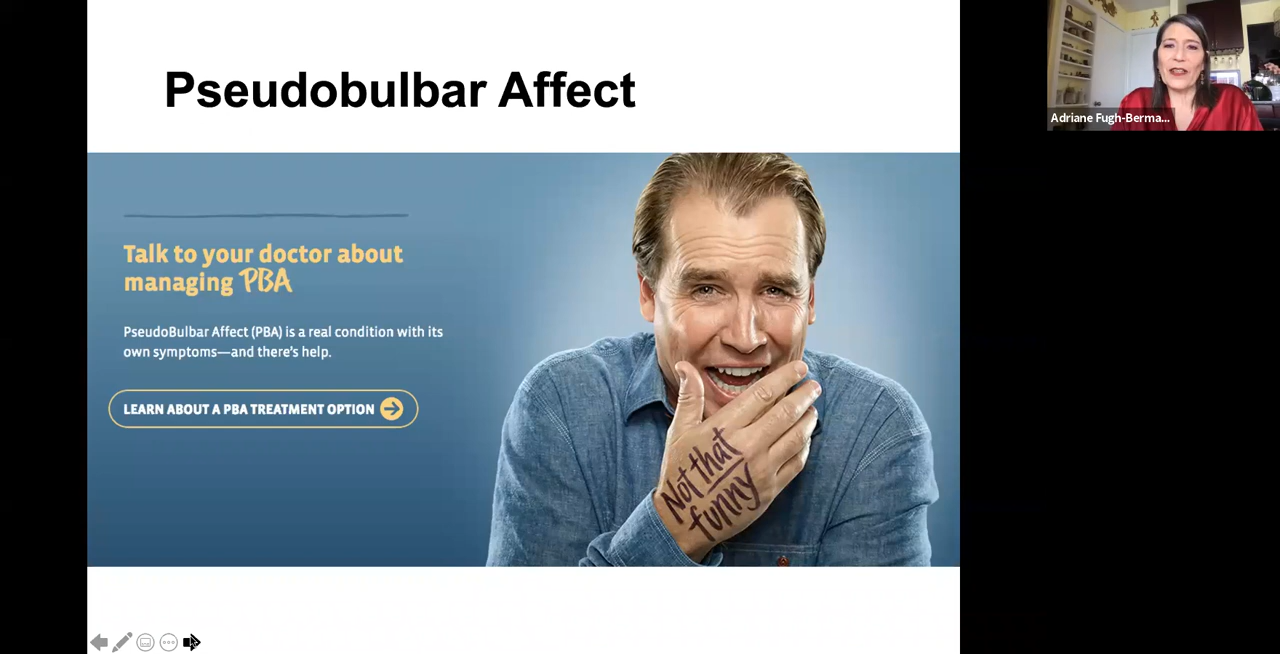 Pseudobulbar Affect
Talk to your doctor about
managing PBA
PseudoBulbar Affect (PBA) is a real condition with its
own symptoms—and there's help.
LEARN ABOUT A PBA TREATMENT OPTION
Not that
funny
Adriane Fugh-Berma...